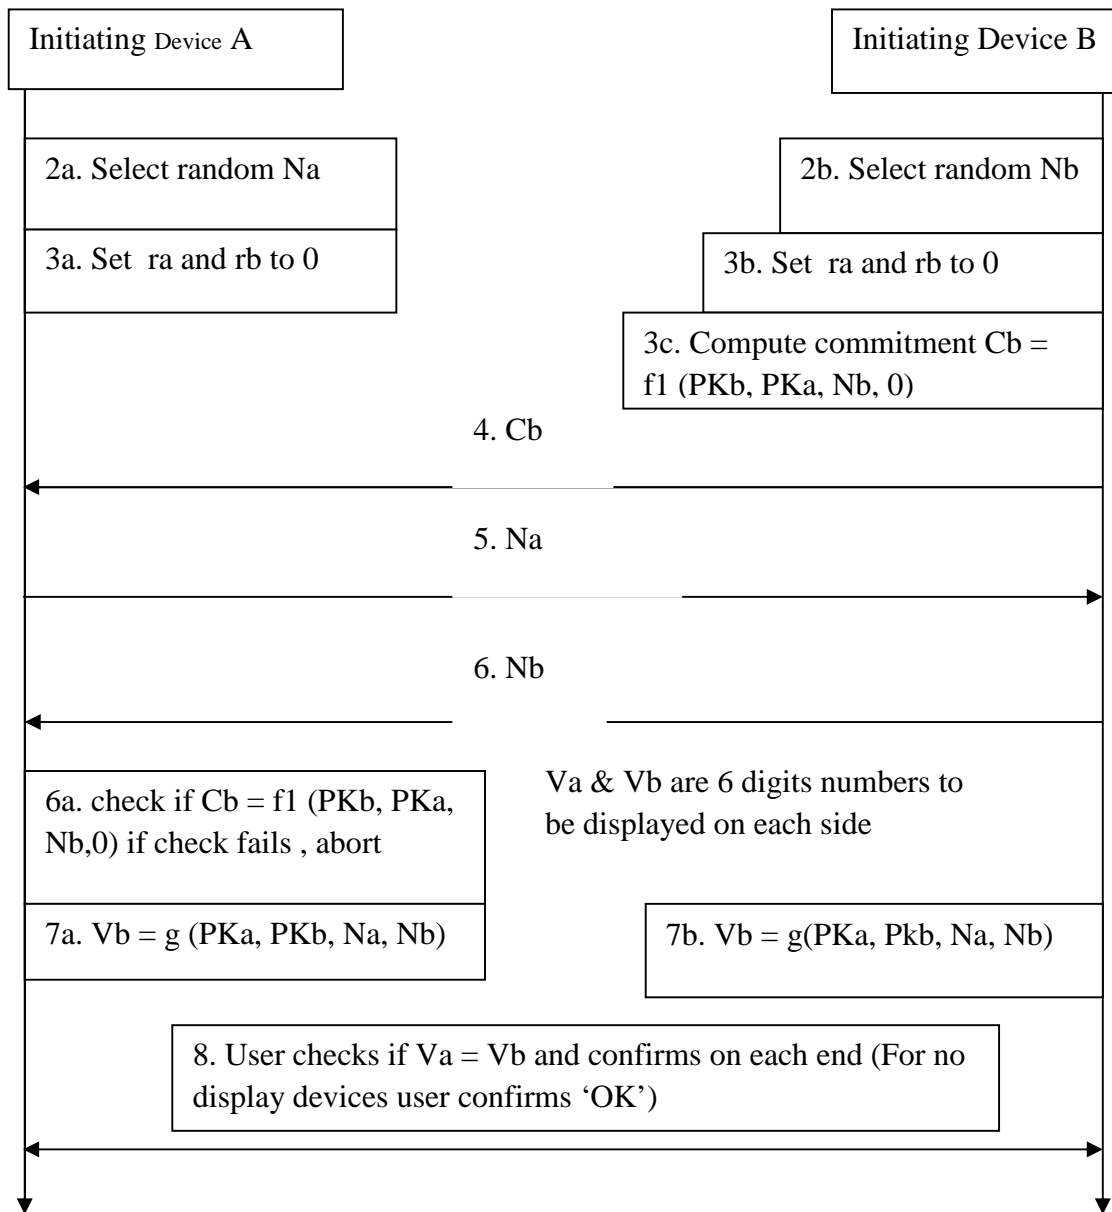 Initiating Device A
Initiating Device B
2a. Select random Na
2b. Select random Nb
3a. Set ra and rb to 0
3b. Set ra and rb to 0
3c. Compute commitment Cb =
f1 (PKb, PKa, Nb, 0)
4. Cb
5. Na
6. Nb
6a. check if Cb = f1 (PKb, PKa,
Nb,0) if check fails , abort
Va & Vb are 6 digits numbers to
be displayed on each side
7a. Vb = g (PKa, PKb, Na, Nb)
7b. Vb = g(PKa, Pkb, Na, Nb)
8. User checks if Va = Vb and confirms on each end (For no
display devices user confirms ‘OK’)